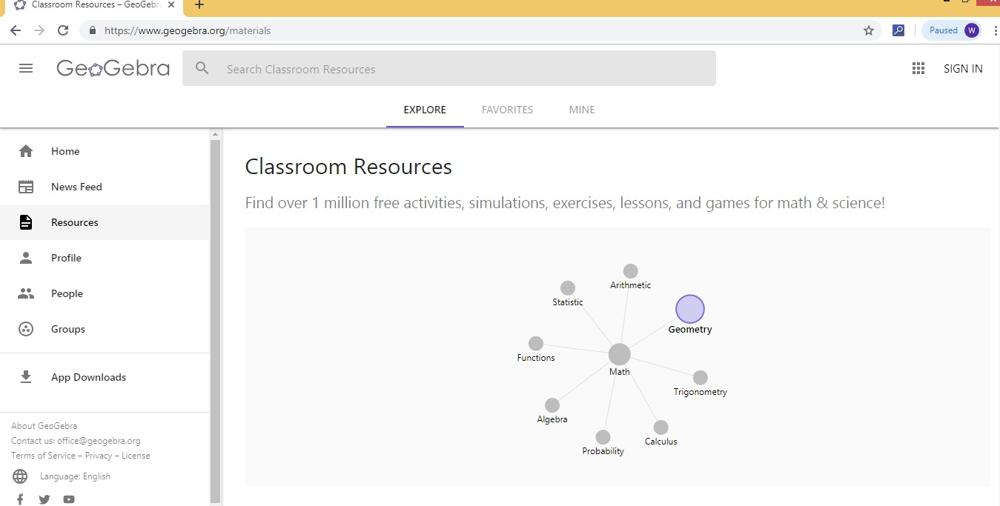 Classroom Resources – GeoGebr
https://www.geogebra.org/materials
Paused W
GeoGebra
Search Classroom Resources
SIGN IN
EXPLORE FAVORITES MINE
Home
News Feed
Resources
Profile
People
Groups
App Downloads
About GeoGebra
Contact us: office@geogebra.org
Terms of Service – Privacy – License
Language: English
Classroom Resources
Find over 1 million free activities, simulations, exercises, lessons, and games for math & science!
Arithmetic
Statistic
Geometry
Functions
Math
Trigonometry
Algebra
Calculus
Probability